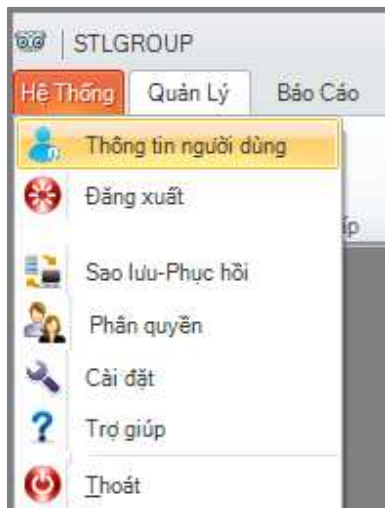 STLGROUP
Hệ Thống Quản Lý Báo Cáo
Thông tin người dùng
Đăng xuất
Sao lưu-Phục hồi
Phân quyền
Cài đặt
Trợ giúp
Thoát